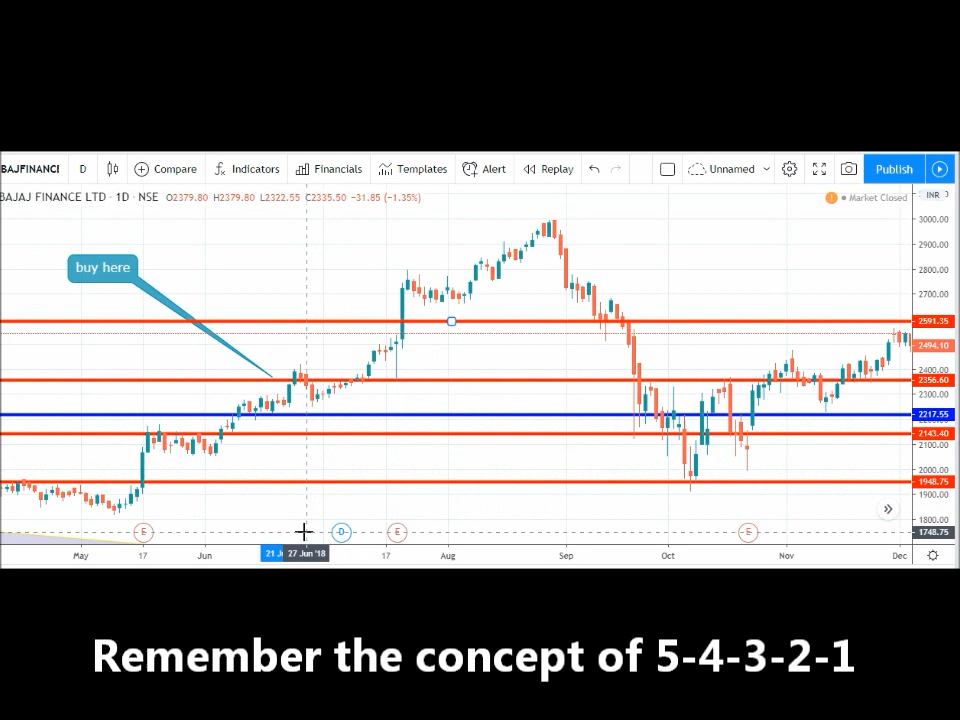 BAJFINANCI D Compare Indicators Financials Templates Alert Replay Unnamed Publish
BAJAJ FINANCE LTD · 1D · NSE O2379.80 H2379.80 L2322.55 C2335.50 −31.85 (−1.35%) Market Closed INR
3000.00
2900.00
buy here
2800.00
2700.00
2591.35
2494.10
2400.00
2356.60
2300.00
2217.55
2143.40
2000.00
1948.75
1900.00
1800.00
E D E E 1748.75
May 17 Jun 21 J 27 Jun '18 17 Aug Sep Oct Nov Dec
Remember the concept of 5-4-3-2-1